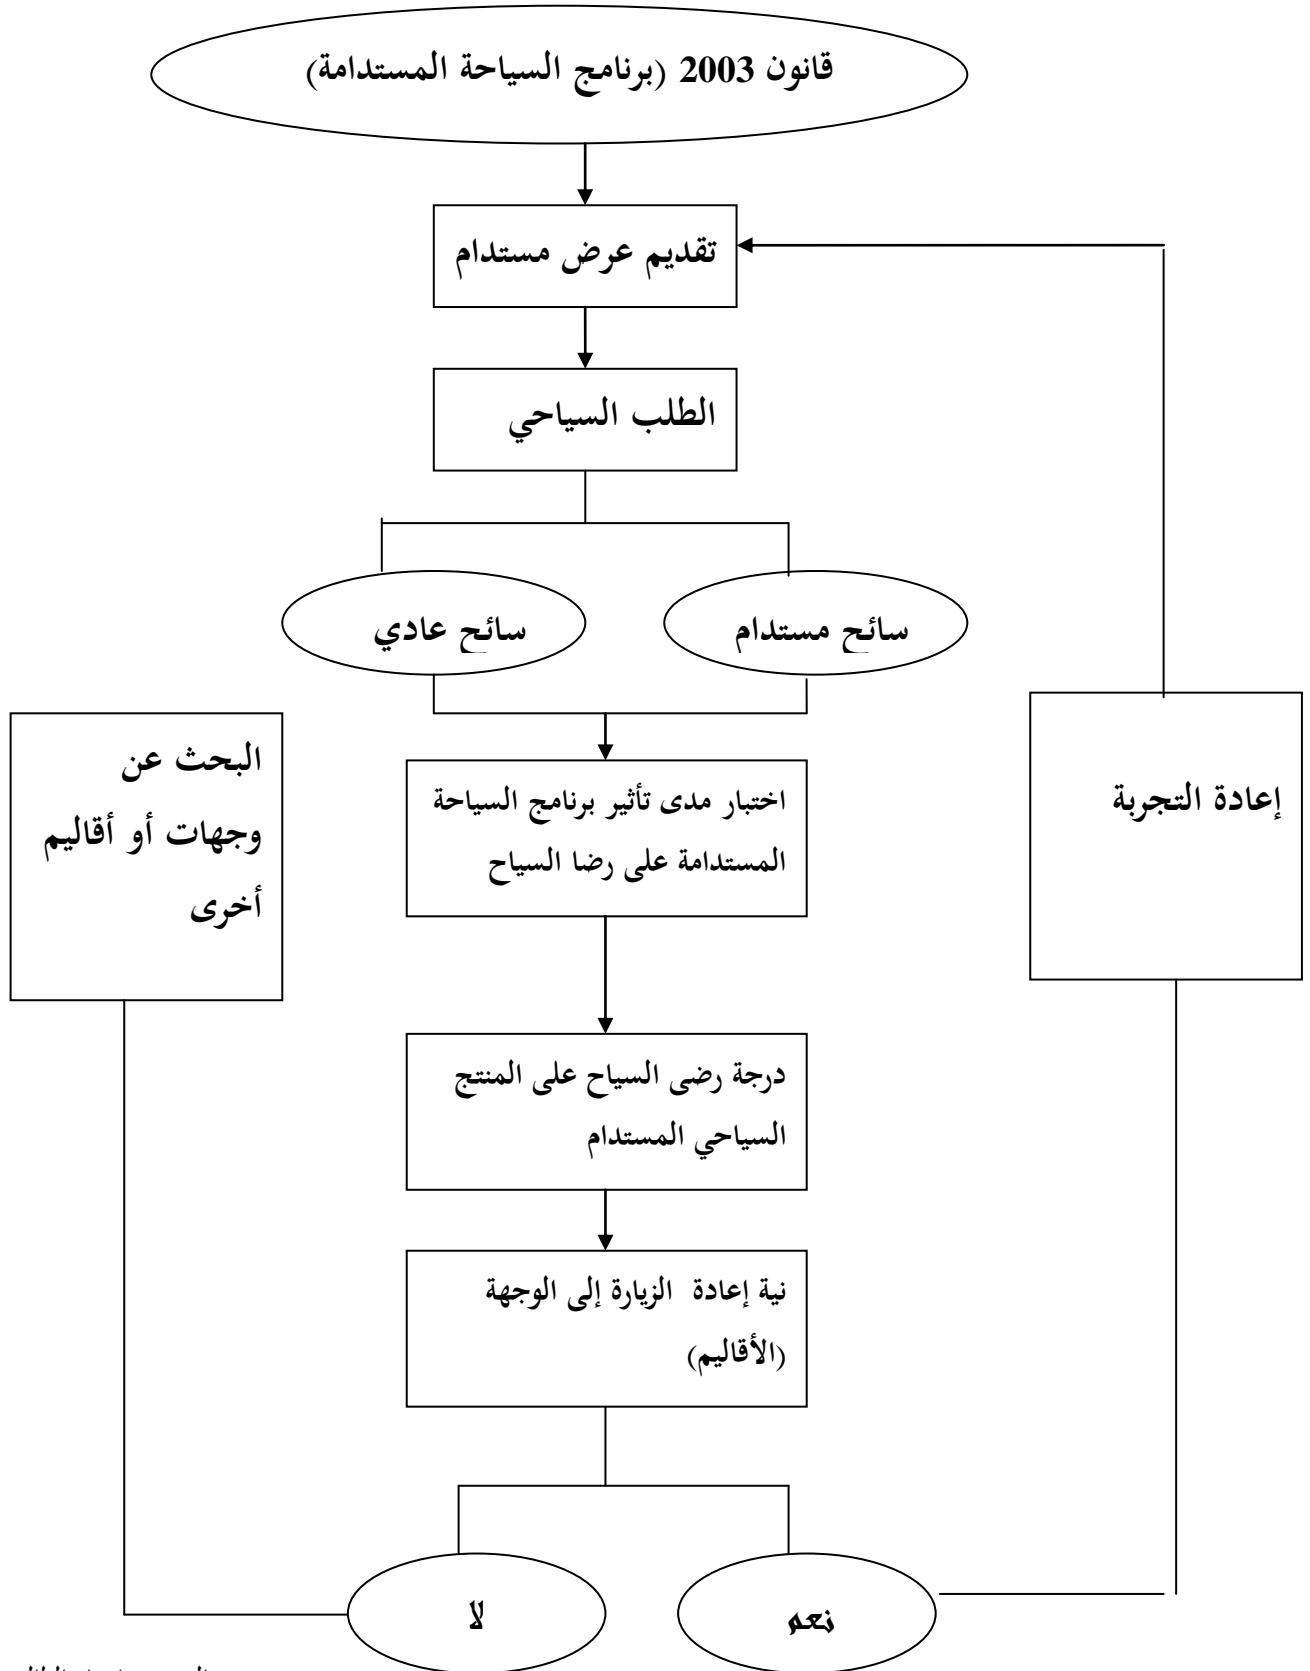 قانون 2003 (برنامج السياحة المستدامة)
تقديم عرض مستدام
الطلب السياحي
سائح مستدام
سائح عادي
إعادة التجربة
البحث عن
وجهات أو أقاليم
أخرى
اختبار مدى تأثير برنامج السياحة
المستدامة على رضا السياح
درجة رضى السياح على المنتج
السياحي المستدام
نية إعادة الزيارة إلى الوجهة
(الأقاليم)
نعم
لا